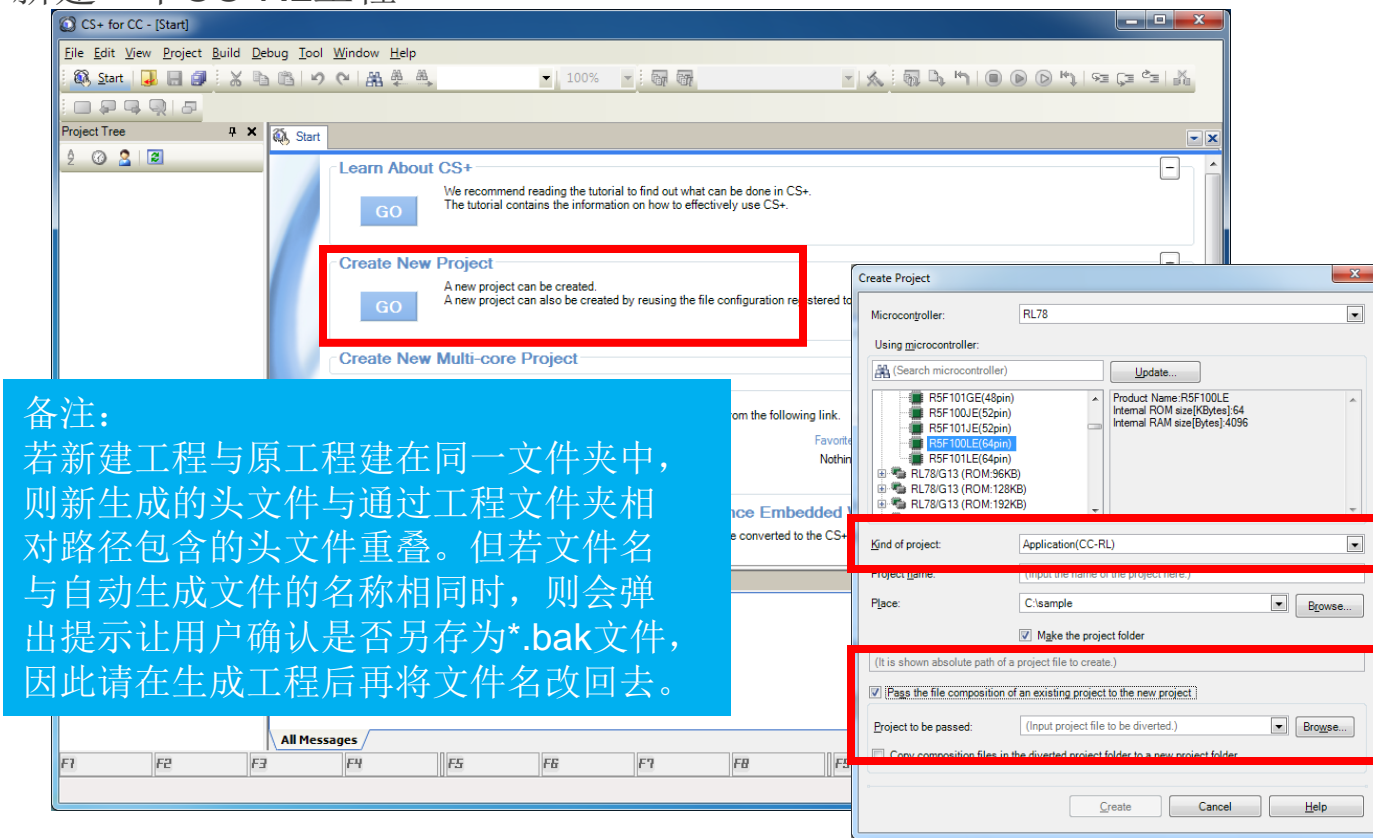 CS+ for CC - [Start]
File Edit View Project Build Debug Tool Window Help
Start 100%
Project Tree
Start
Learn About CS+
We recommend reading the tutorial to find out what can be done in CS+.
GO
The tutorial contains the information on how to effectively use CS+.
Create New Project
A new project can be created.
GO
A new project can also be created by reusing the file configuration registered to
Create New Multi-core Project
om the following link.
Favorite
Nothin
nce Embedded
e converted to the CS+
备注：
若新建工程与原工程建在同一文件夹中，
则新生成的头文件与通过工程文件夹相
对路径包含的头文件重叠。但若文件名
与自动生成文件的名称相同时，则会弹
出提示让用户确认是否另存为*.bak文件，
因此请在生成工程后再将文件名改回去。
All Messages
F1 F2 F3 F4 F5 F6 F7 F8 F9
Create Project
Microcontroller: RL78
Using microcontroller:
(Search microcontroller) Update...
R5F101GE(48pin)
R5F100JE(52pin)
R5F101JE(52pin)
R5F100LE(64pin)
R5F101LE(64pin)
RL78/G13 (ROM:96KB)
RL78/G13 (ROM:128KB)
RL78/G13 (ROM:192KB)
Product Name:R5F100LE
Internal ROM size[KBytes]:64
Internal RAM size[Bytes]:4096
Kind of project: Application(CC-RL)
Project name: (Input the name of the project here.)
Place: C:\sample Browse...
Make the project folder
(It is shown absolute path of a project file to create.)
Pass the file composition of an existing project to the new project
Project to be passed: (Input project file to be diverted.) Browse...
Copy composition files in the diverted project folder to a new project folder.
Create Cancel Help